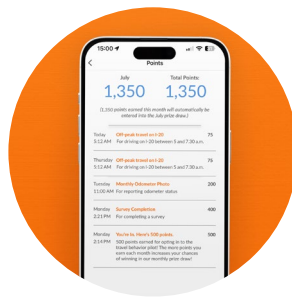 15:00
Points
July
Total Points:
1,350
1,350
(1,350 points earned this month will automatically be
entered into the July prize draw.)
Today
Off-peak travel on I-20
75
5:12 AM
For driving on I-20 between 5 and 7:30 a.m.
Thursday
Off-peak travel on I-20
75
5:12 AM
For driving on I-20 between 5 and 7:30 a.m.
Tuesday
Monthly Odometer Photo
200
11:00 AM
For reporting odometer status
Monday
Survey Completion
400
2:21 PM
For completing a survey
Monday
You're in. Here's 500 points.
500
2:14 PM
500 points earned for opting in to the
travel behavior pilot! The more points you
earn each month increases your chances
of winning in our monthly prize draw!